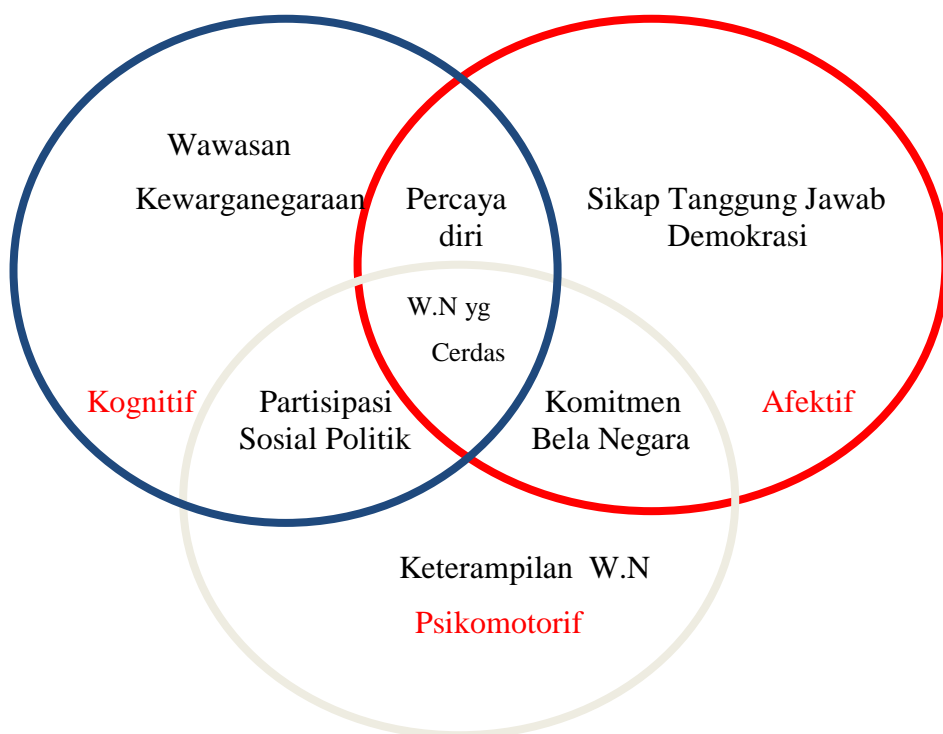 Wawasan
Kewarganegaraan
Percaya
diri
Sikap Tanggung Jawab
Demokrasi
W.N yg
Cerdas
Kognitif
Partisipasi
Sosial Politik
Komitmen
Bela Negara
Afektif
Keterampilan W.N
Psikomotorif